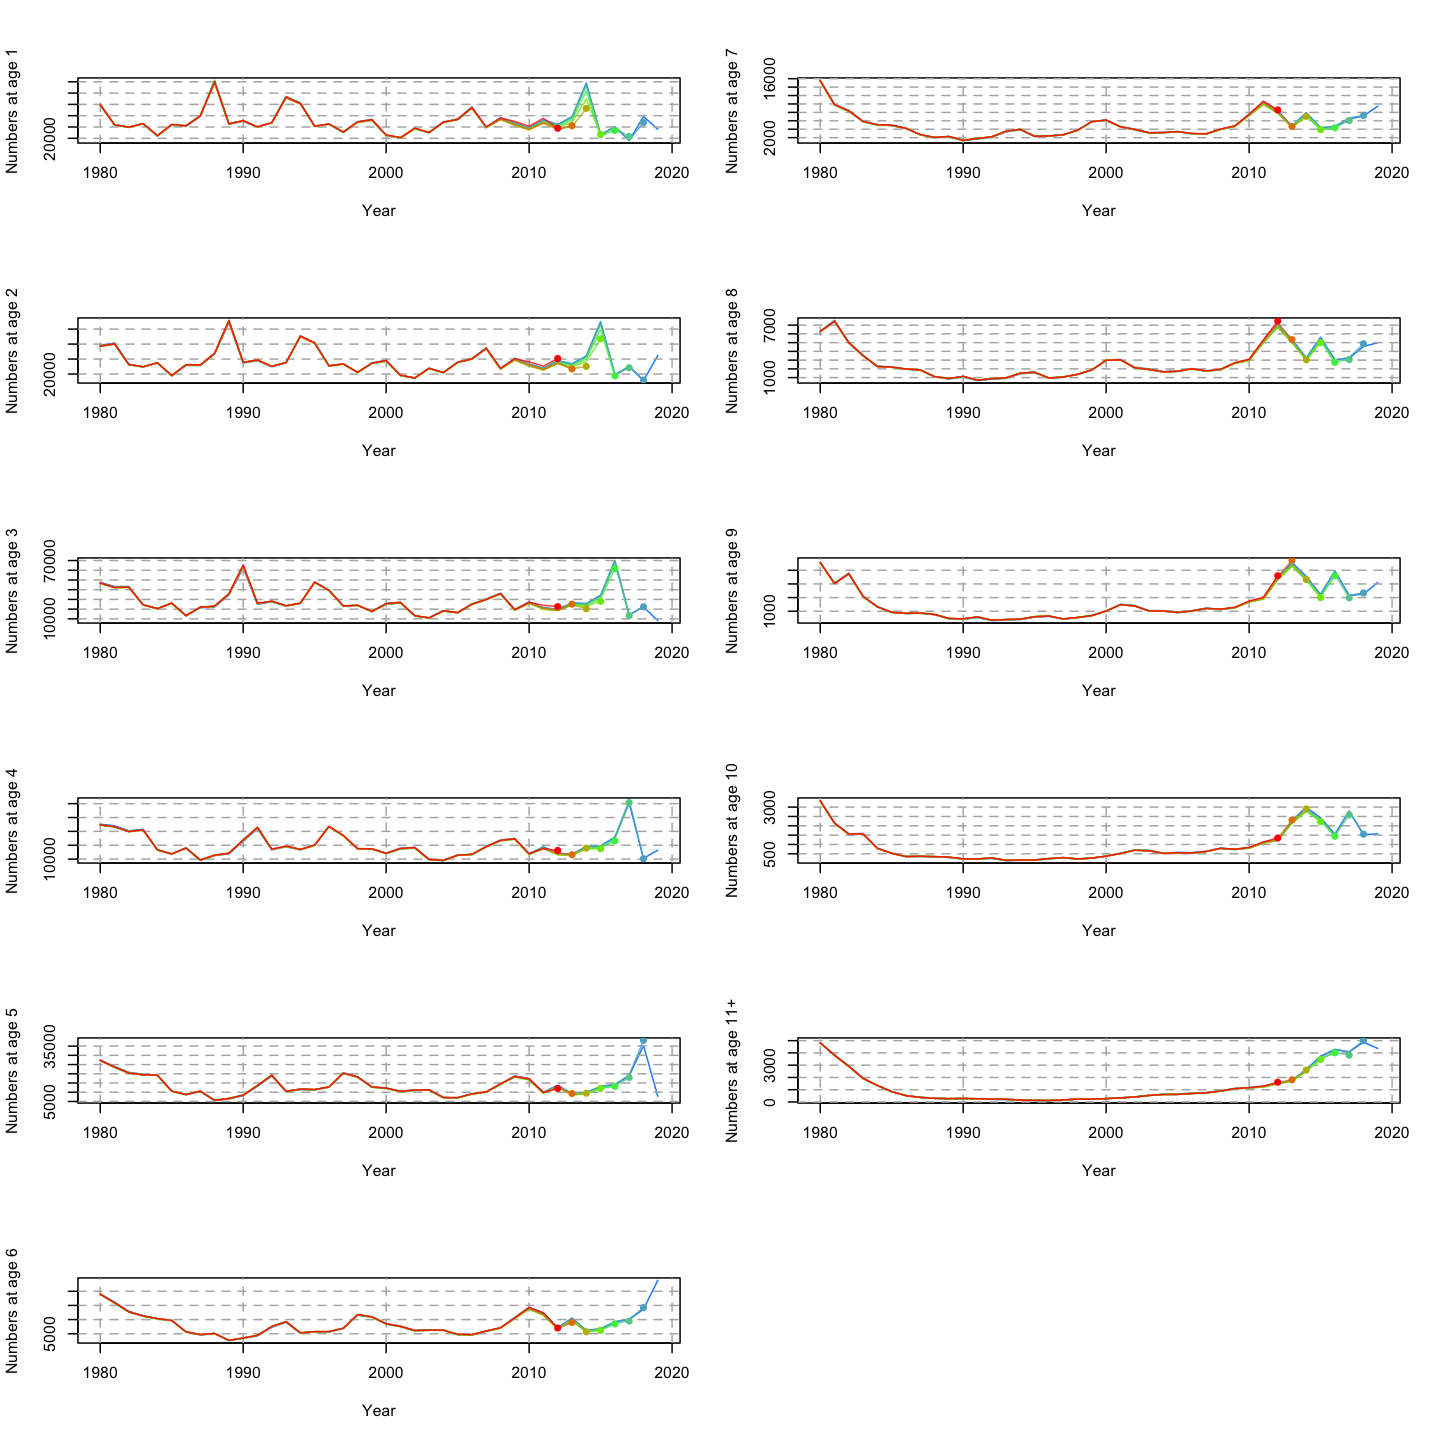 Numbers at age 1
20000
1980 1990 2000 2010 2020
Year
Numbers at age 2
20000
1980 1990 2000 2010 2020
Year
Numbers at age 3
10000 70000
1980 1990 2000 2010 2020
Year
Numbers at age 4
10000
1980 1990 2000 2010 2020
Year
Numbers at age 5
5000 35000
1980 1990 2000 2010 2020
Year
Numbers at age 6
5000
1980 1990 2000 2010 2020
Year
Numbers at age 7
2000 16000
1980 1990 2000 2010 2020
Year
Numbers at age 8
1000 7000
1980 1990 2000 2010 2020
Year
Numbers at age 9
1000
1980 1990 2000 2010 2020
Year
Numbers at age 10
500 3000
1980 1990 2000 2010 2020
Year
Numbers at age 11+
0 3000
1980 1990 2000 2010 2020
Year